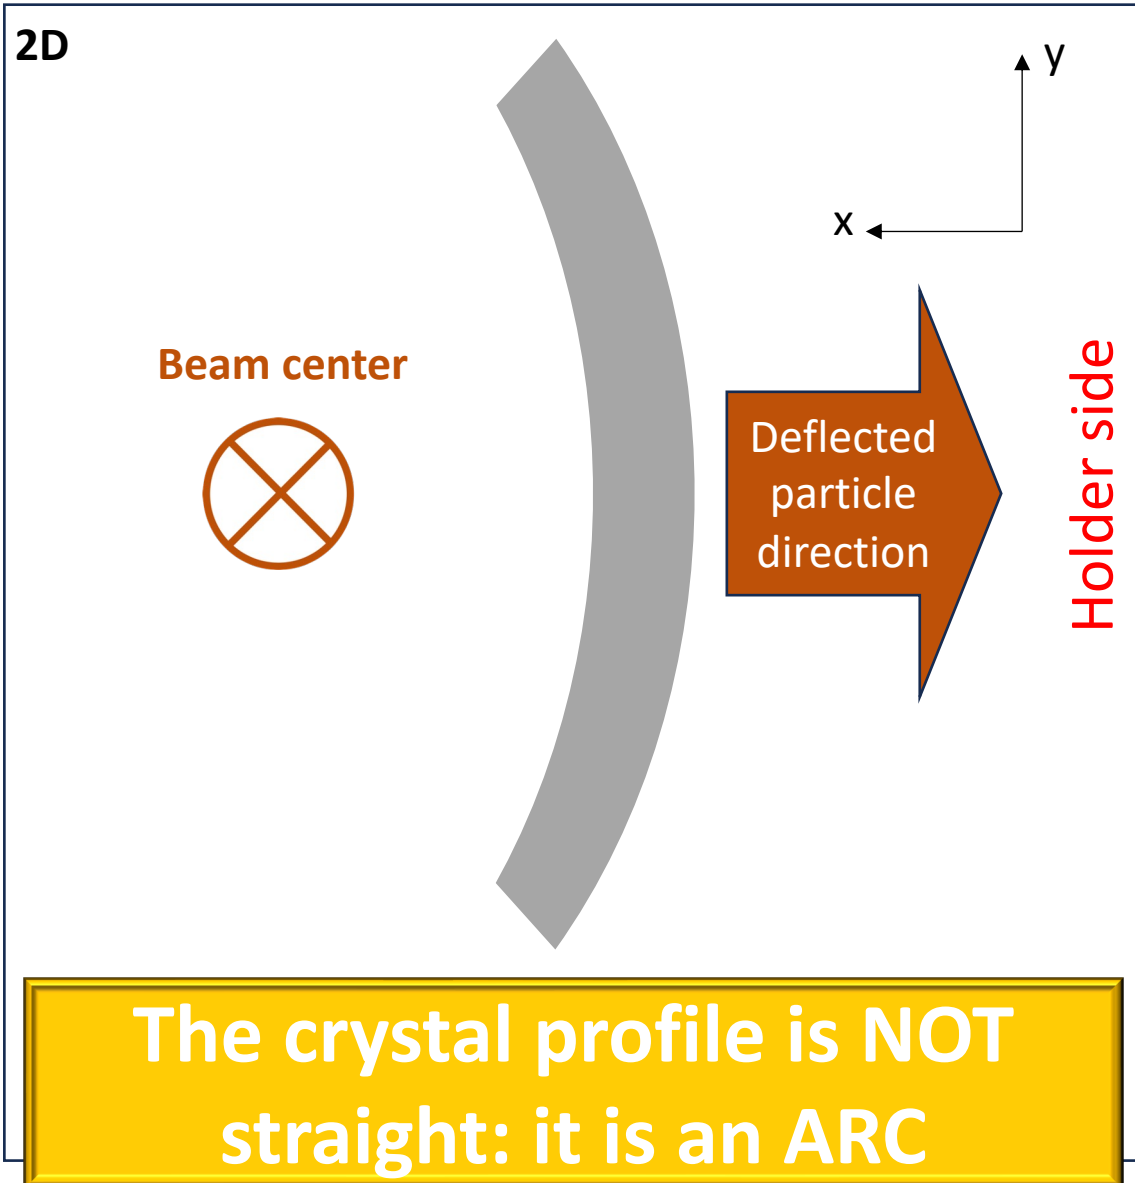 2D
y
x
Beam center
Deflected
particle
direction
Holder side
The crystal profile is NOT
straight: it is an ARC